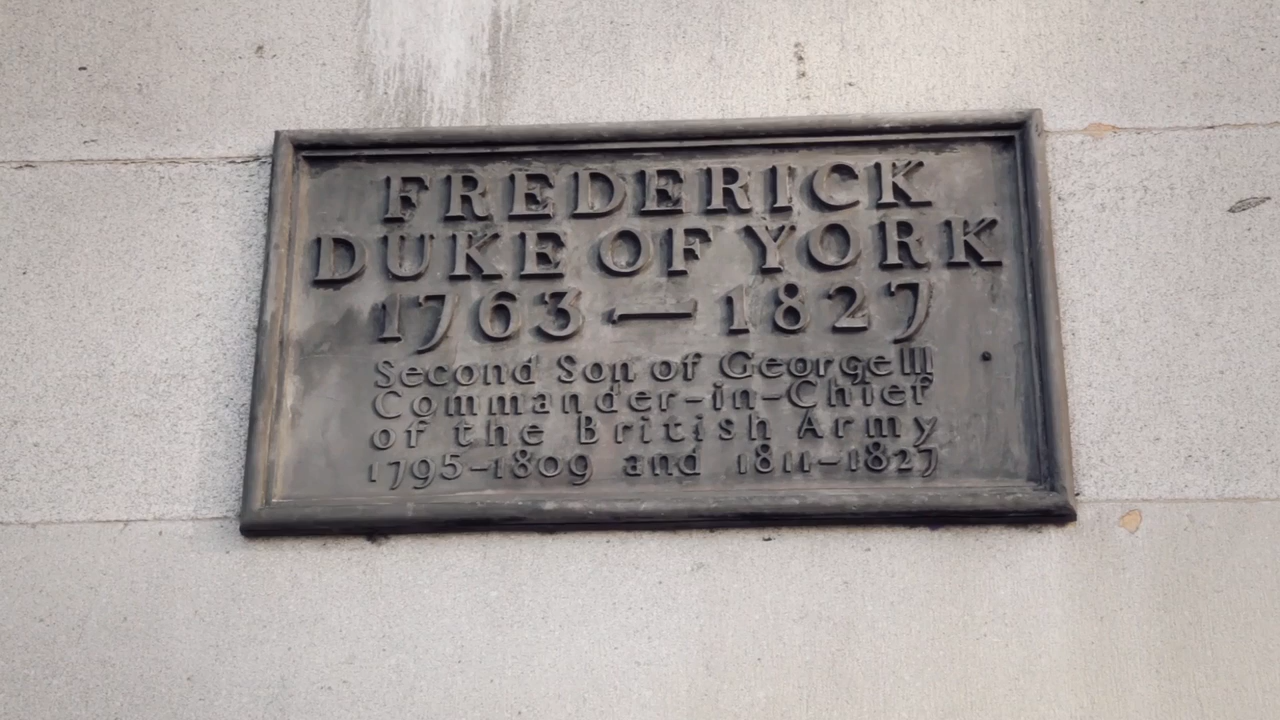 FREDERICK
DUKE OF YORK
1763 — 1827
Second Son of George III
Commander-in-Chief
of the British Army
1795-1809 and 1811-1827